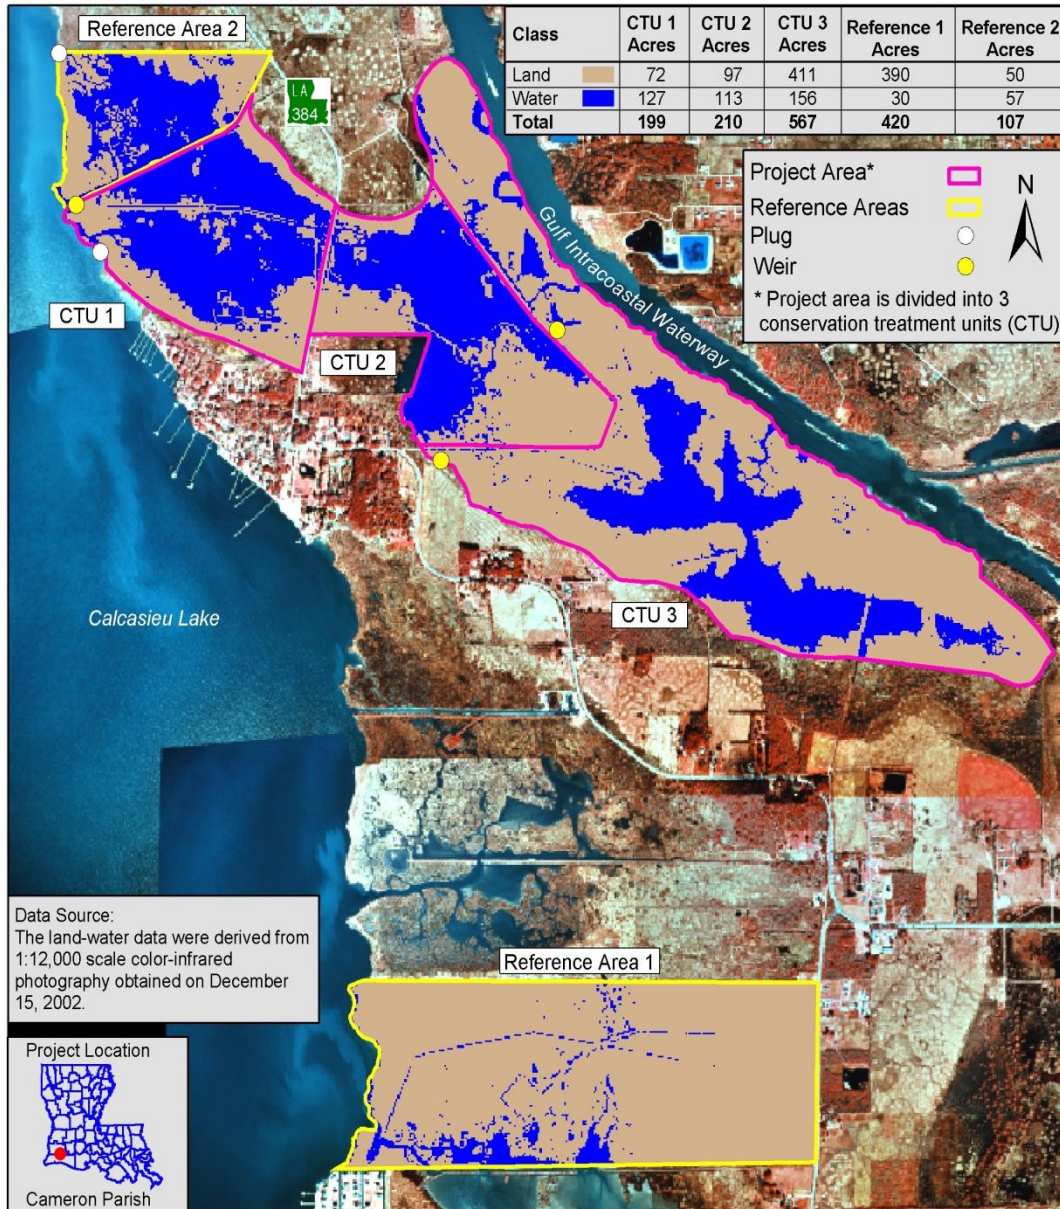 Reference Area 2
LA
384
Class CTU 1 Acres CTU 2 Acres CTU 3 Acres Reference 1 Acres Reference 2 Acres
Land 72 97 411 390 50
Water 127 113 156 30 57
Total 199 210 567 420 107
Project Area*
Reference Areas
Plug
Weir
N
* Project area is divided into 3
conservation treatment units (CTU)
Gulf Intracoastal Waterway
CTU 1
CTU 2
CTU 3
Calcasieu Lake
Data Source:
The land-water data were derived from
1:12,000 scale color-infrared
photography obtained on December
15, 2002.
Reference Area 1
Project Location
Cameron Parish